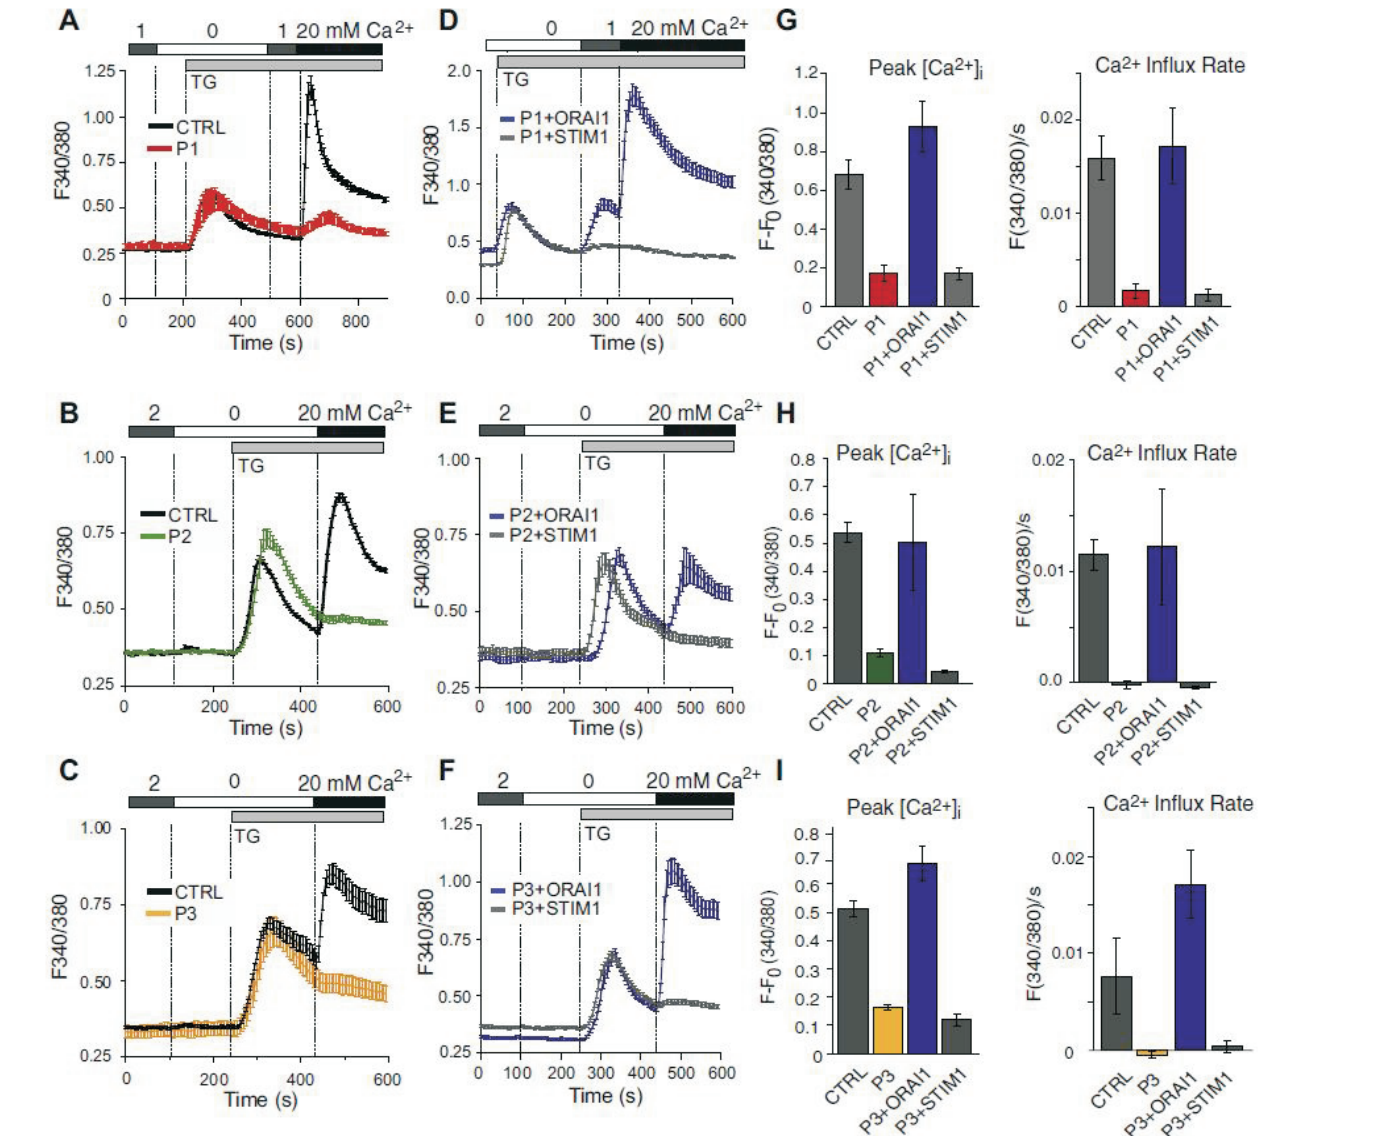 A
1 0 1 20 mM Ca2+
TG
1.25
1.00
0.75
0.50
0.25
0
CTRL
P1
F340/380
0 200 400 600 800
Time (s)
D
0 1 20 mM Ca2+
TG
2.0
1.5
1.0
0.5
0.0
P1+ORAI1
P1+STIM1
F340/380
0 100 200 300 400 500 600
Time (s)
G
Peak [Ca2+]i
1.2
1.0
0.8
0.6
0.4
0.2
0
F-F0 (340/380)
CTRL
P1
P1+ORAI1
P1+STIM1
Ca2+ Influx Rate
0.02
0.01
0
F(340/380)/s
CTRL
P1
P1+ORAI1
P1+STIM1
B
2 0 20 mM Ca2+
TG
1.00
0.75
0.50
0.25
CTRL
P2
F340/380
0 200 400 600
Time (s)
E
2 0 20 mM Ca2+
TG
1.00
0.75
0.50
0.25
P2+ORAI1
P2+STIM1
F340/380
0 100 200 300 400 500 600
Time (s)
H
Peak [Ca2+]i
0.8
0.7
0.6
0.5
0.4
0.3
0.2
0.1
0
F-F0 (340/380)
CTRL
P2
P2+ORAI1
P2+STIM1
Ca2+ Influx Rate
0.02
0.01
0.0
F(340/380)/s
CTRL
P2
P2+ORAI1
P2+STIM1
C
2 0 20 mM Ca2+
TG
1.00
0.75
0.50
0.25
CTRL
P3
F340/380
0 200 400 600
Time (s)
F
2 0 20 mM Ca2+
TG
1.25
1.00
0.75
0.50
0.25
P3+ORAI1
P3+STIM1
F340/380
0 100 200 300 400 500 600
Time (s)
I
Peak [Ca2+]i
0.8
0.7
0.6
0.5
0.4
0.3
0.2
0.1
0
F-F0 (340/380)
CTRL
P3
P3+ORAI1
P3+STIM1
Ca2+ Influx Rate
0.02
0.01
0
F(340/380)/s
CTRL
P3
P3+ORAI1
P3+STIM1